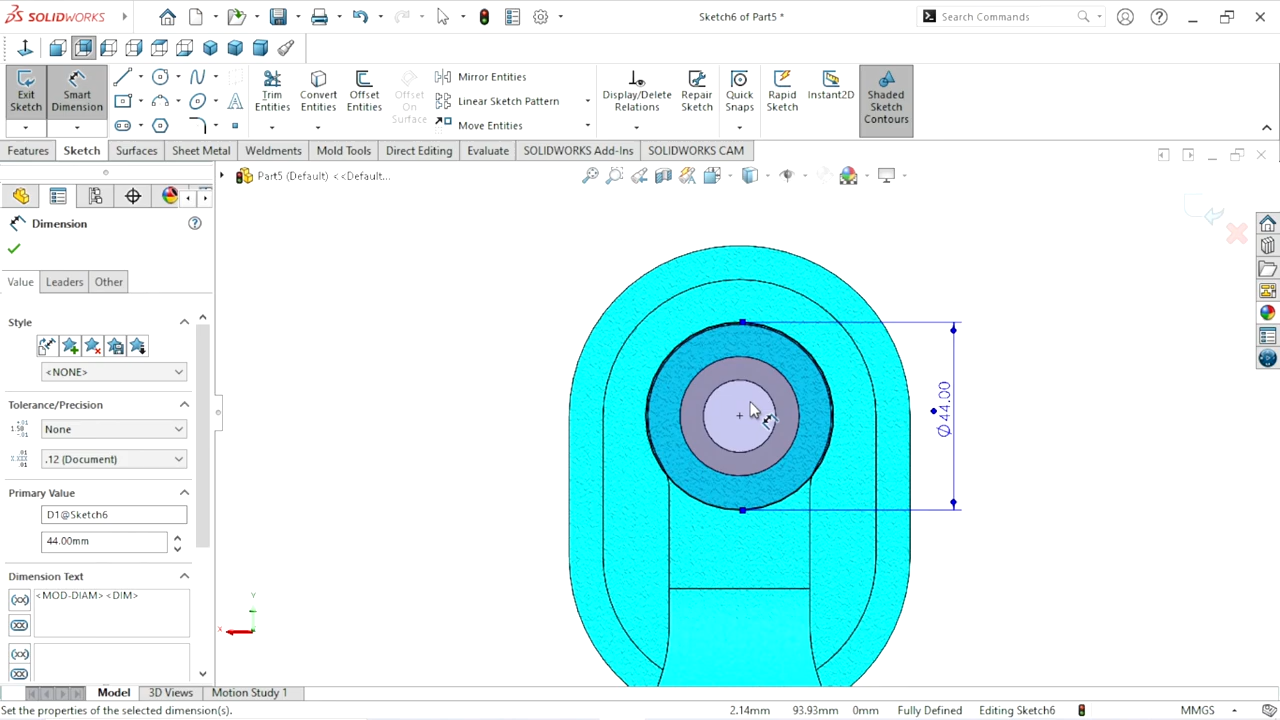 SOLIDWORKS
Sketch6 of Part5 *
Search Commands
Exit Sketch
Smart Dimension
Trim Entities
Convert Entities
Offset Entities
Offset On Surface
Mirror Entities
Linear Sketch Pattern
Move Entities
Display/Delete Relations
Repair Sketch
Quick Snaps
Rapid Sketch
Instant2D
Shaded Sketch Contours
Features
Sketch
Surfaces
Sheet Metal
Weldments
Mold Tools
Direct Editing
Evaluate
SOLIDWORKS Add-Ins
SOLIDWORKS CAM
Part5 (Default) <<Default...
Dimension
Value
Leaders
Other
Style
<NONE>
Tolerance/Precision
None
.12 (Document)
Primary Value
D1@Sketch6
44.00mm
Dimension Text
<MOD-DIAM><DIM>
∅44.00
Y
X
Model
3D Views
Motion Study 1
Set the properties of the selected dimension(s).
2.14mm
93.93mm
0mm
Fully Defined
Editing Sketch6
MMGS